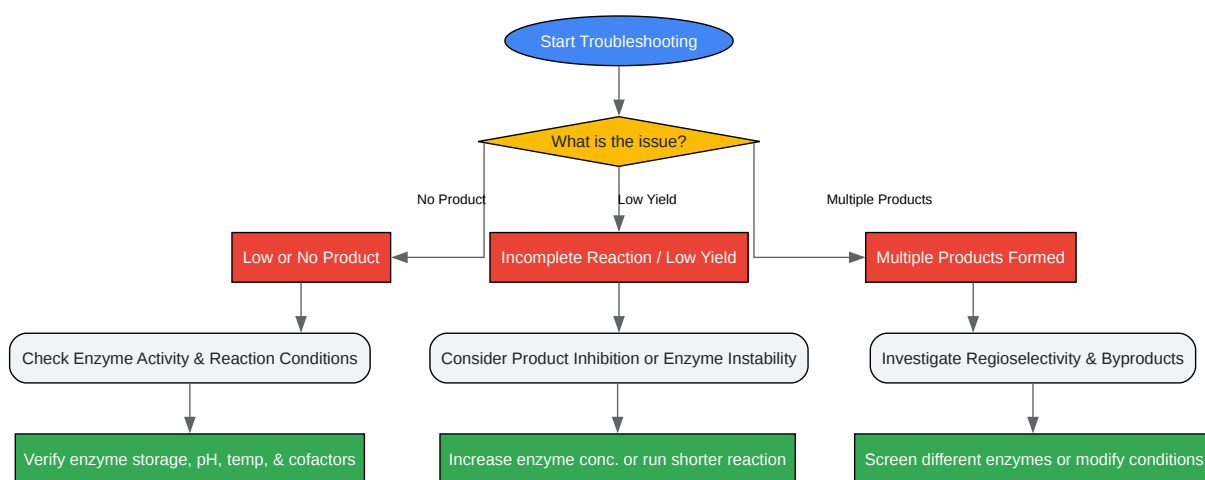 Start Troubleshooting
What is the issue?
No Product
Low Yield
Multiple Products
Low or No Product
Incomplete Reaction / Low Yield
Multiple Products Formed
Check Enzyme Activity & Reaction Conditions
Consider Product Inhibition or Enzyme Instability
Investigate Regioselectivity & Byproducts
Verify enzyme storage, pH, temp, & cofactors
Increase enzyme conc. or run shorter reaction
Screen different enzymes or modify conditions